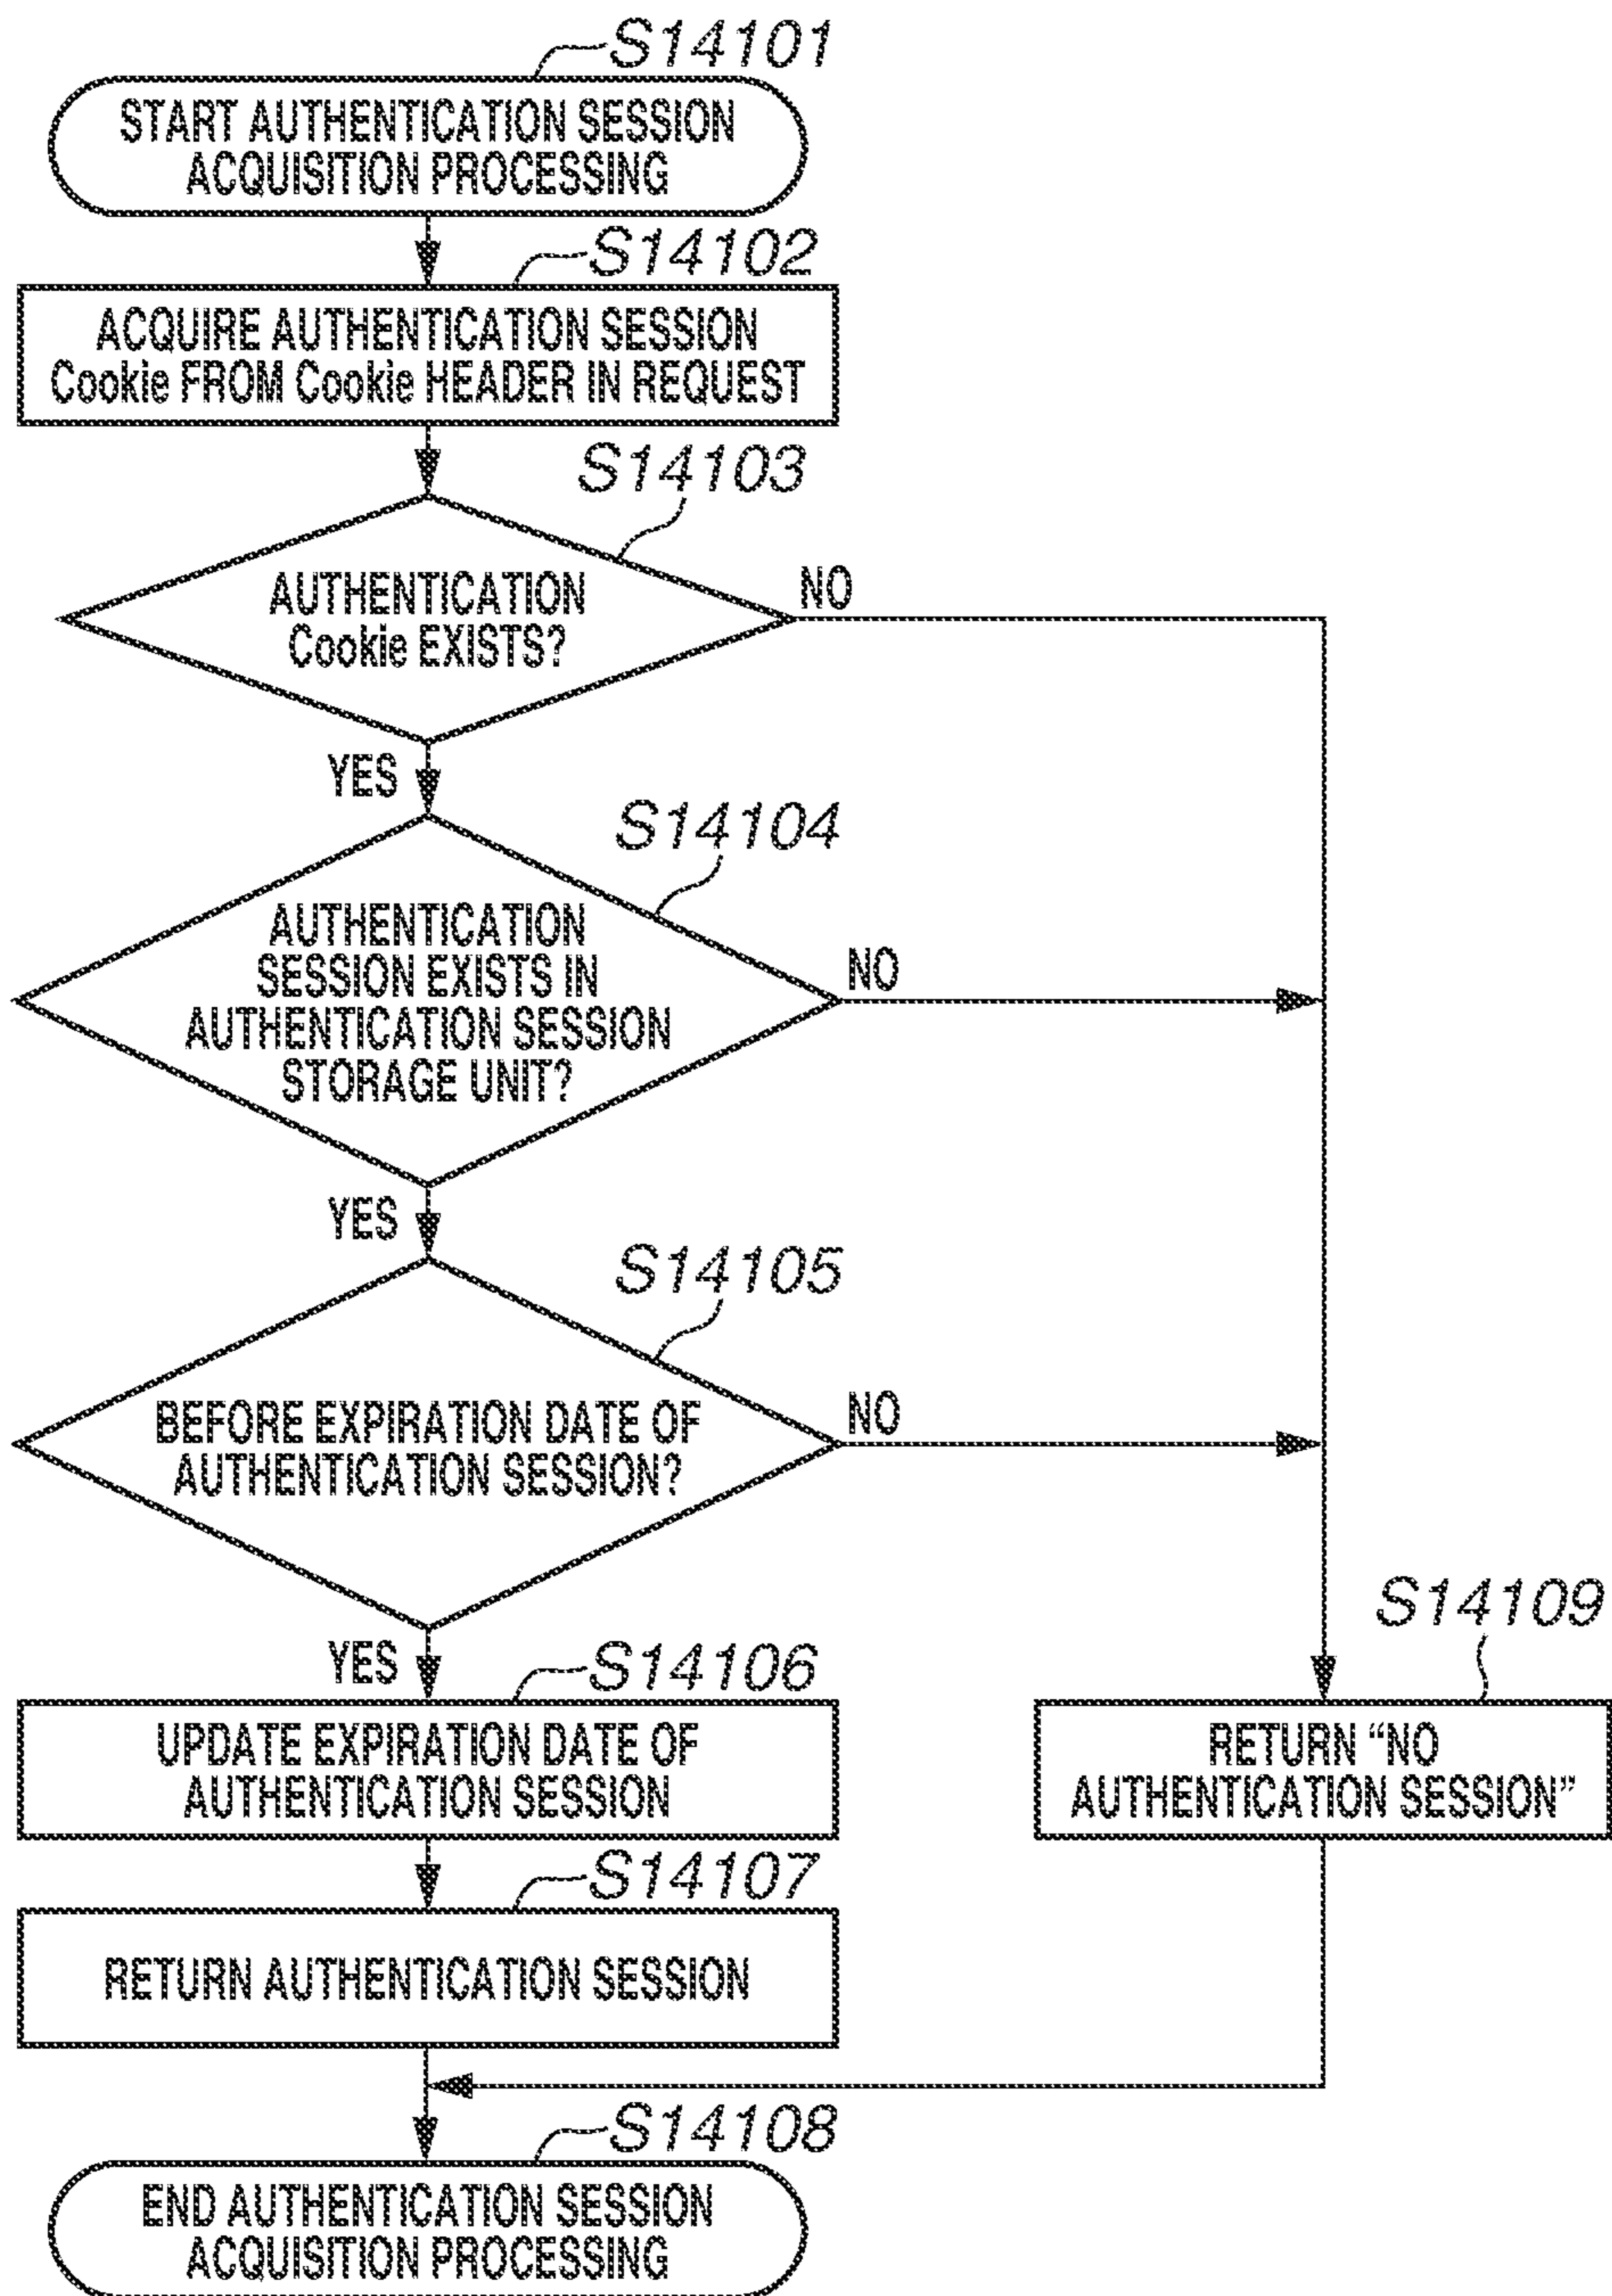 S14101
START AUTHENTICATION SESSION
ACQUISITION PROCESSING
S14102
ACQUIRE AUTHENTICATION SESSION
Cookie FROM Cookie HEADER IN REQUEST
S14103
AUTHENTICATION
Cookie EXISTS?
NO
YES
S14104
AUTHENTICATION
SESSION EXISTS IN
AUTHENTICATION SESSION
STORAGE UNIT?
NO
YES
S14105
BEFORE EXPIRATION DATE OF
AUTHENTICATION SESSION?
NO
YES
S14106
UPDATE EXPIRATION DATE OF
AUTHENTICATION SESSION
S14109
RETURN “NO
AUTHENTICATION SESSION”
S14107
RETURN AUTHENTICATION SESSION
S14108
END AUTHENTICATION SESSION
ACQUISITION PROCESSING